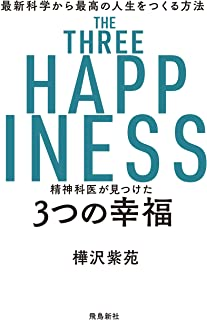 最新科学から最高の人生をつくる方法
THE
THREE
HAPP
INESS
精神科医が見つけた
3つの幸福
樺沢紫苑
飛鳥新社